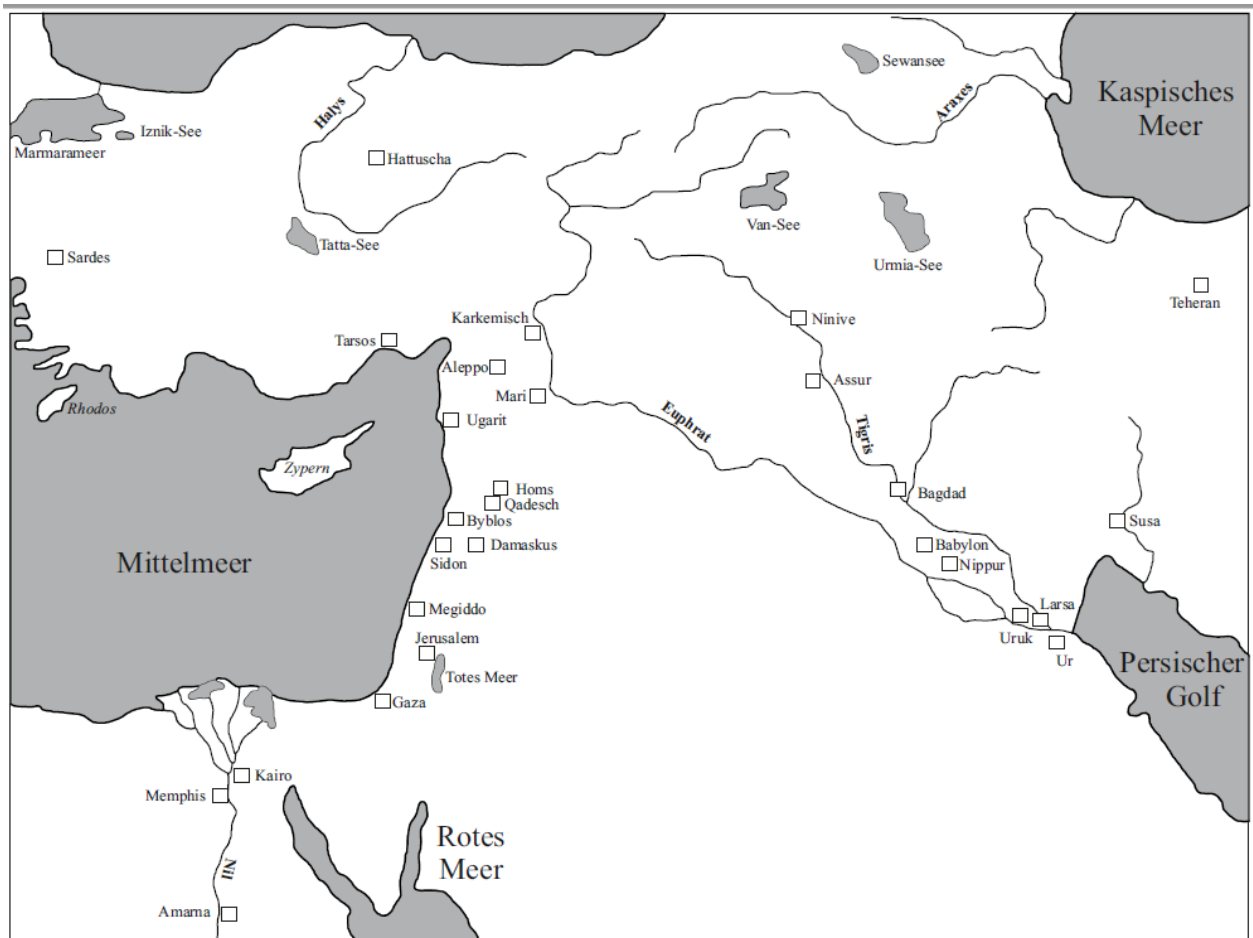 Sewansee
Kaspisches
Meer
Halys
Araxes
Iznik-See
Marmarameer
Hattuscha
Van-See
Tatta-See
Sardes
Urmia-See
Teheran
Karkemisch
Ninive
Tarsos
Aleppo
Assur
Mari
Rhodos
Euphrat
Ugarit
Tigris
Zypern
Homs
Bagdad
Qadesch
Byblos
Susa
Damaskus
Babylon
Mittelmeer
Sidon
Nippur
Megiddo
Larsa
Uruk
Jerusalem
Ur
Persischer
Golf
Totes Meer
Gaza
Kairo
Memphis
Rotes
Meer
Nil
Amarna